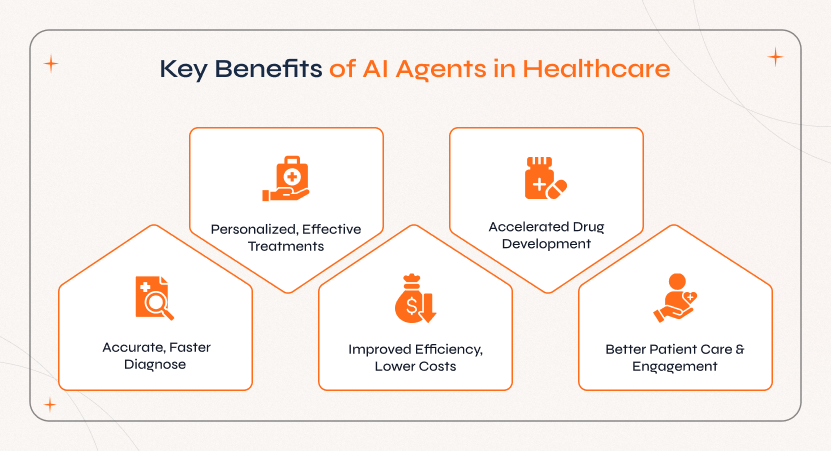 Key Benefits of AI Agents in Healthcare
Personalized, Effective
Treatments
Accelerated Drug
Development
Accurate, Faster
Diagnose
$
Improved Efficiency,
Lower Costs
Better Patient Care &
Engagement